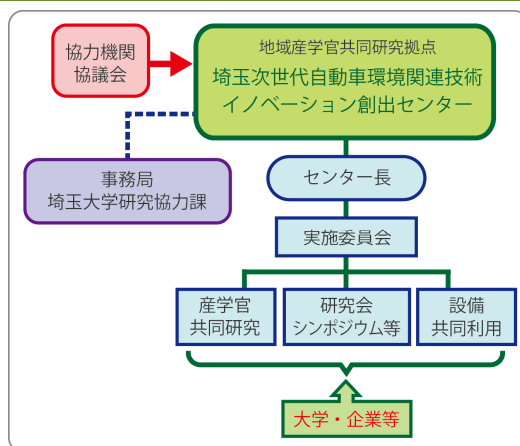 協力機関
協議会
地域産学官共同研究拠点
埼玉次世代自動車環境関連技術
イノベーション創出センター
事務局
埼玉大学研究協力課
センター長
実施委員会
産学官
共同研究
研究会
シンポジウム等
設備
共同利用
大学・企業等